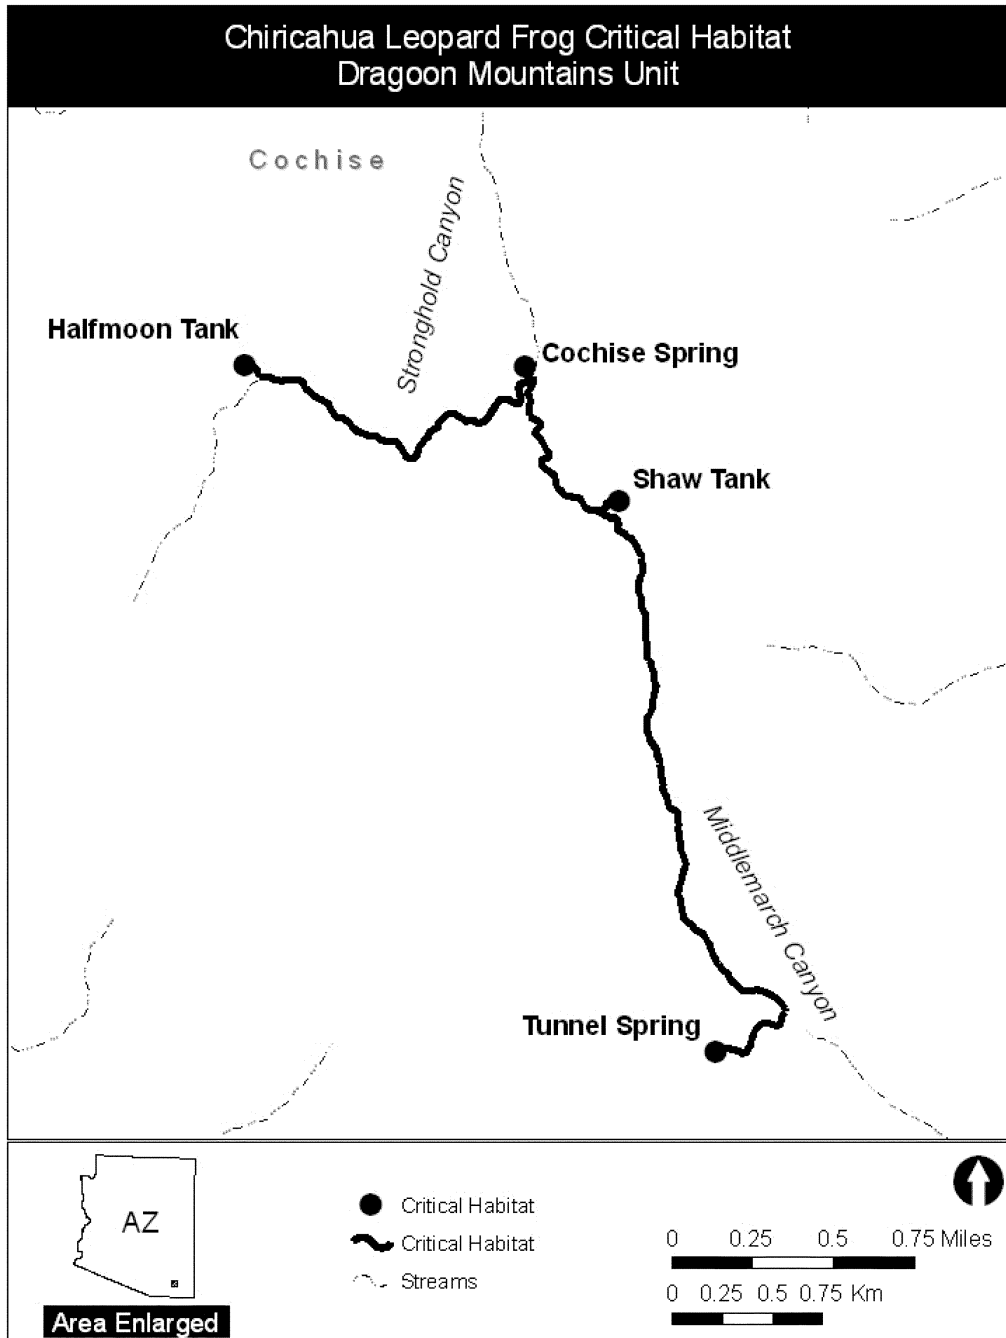 Chiricahua Leopard Frog Critical Habitat
Dragoon Mountains Unit
Cochise
Stronghold Canyon
Halfmoon Tank
Cochise Spring
Shaw Tank
Middlemarch Canyon
Tunnel Spring
AZ
Area Enlarged
Critical Habitat
Critical Habitat
Streams
0 0.25 0.5 0.75 Miles
0 0.25 0.5 0.75 Km